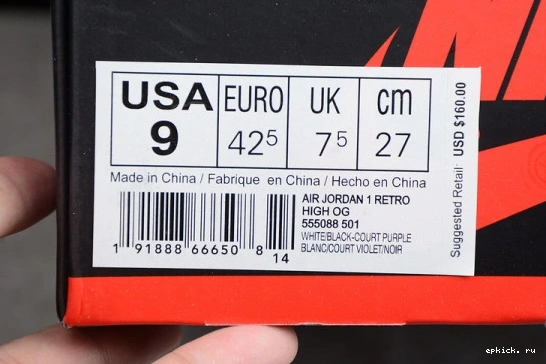 USA EURO UK cm
9 42⁵ 7⁵ 27
Made in China / Fabrique en China / Hecho en China
AIR JORDAN 1 RETRO
HIGH OG
555088 501
WHITE/BLACK-COURT PURPLE
BLANC/COURT VIOLET/NOIR
1 91888 66650 8 14
Suggested Retail: USD $160.00
epkick.ru